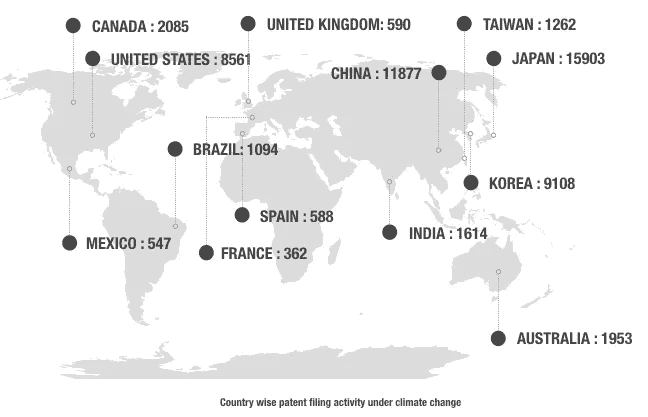 CANADA : 2085
UNITED KINGDOM: 590
TAIWAN : 1262
UNITED STATES : 8561
JAPAN : 15903
CHINA : 11877
BRAZIL: 1094
KOREA : 9108
SPAIN : 588
INDIA : 1614
MEXICO : 547
FRANCE : 362
AUSTRALIA : 1953
Country wise patent filing activity under climate change